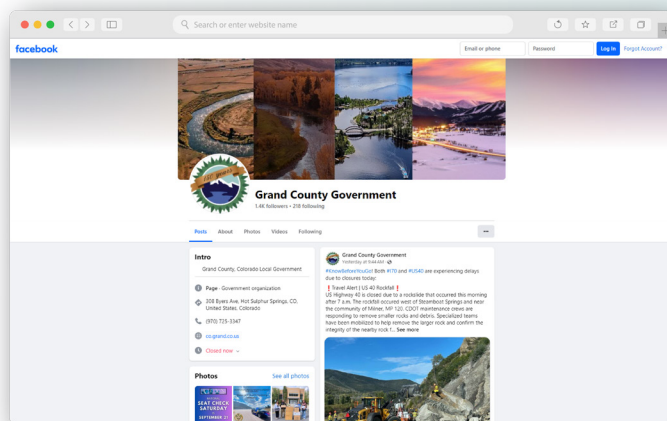 Search or enter website name
facebook
Email or phone
Password
Log In
Forgot Account?
150 YEARS
Grand County Government
1.4K followers • 218 following
Posts
About
Photos
Videos
Following
Intro
Grand County, Colorado Local Government
Page · Government organization
308 Byers Ave, Hot Sulphur Springs, CO,
United States, Colorado
(970) 725-3347
co.grand.co.us
Closed now
Photos
See all photos
SEAT CHECK
SATURDAY
SEPTEMBER 21
Grand County Government
Yesterday at 9:44 AM
#KnowBeforeYouGo! Both #I70 and #US40 are experiencing delays
due to closures today:
❗Travel Alert | US 40 Rockfall❗
US Highway 40 is closed due to a rockslide that occurred this morning
after 7 a.m. The rockfall occured west of Steamboat Springs and near
the community of Milner, MP 120. CDOT maintenance crews are
responding to remove smaller rocks and debris. Specialized teams
have been mobilized to help remove the larger rock and confirm the
integrity of the nearby rock f... See more